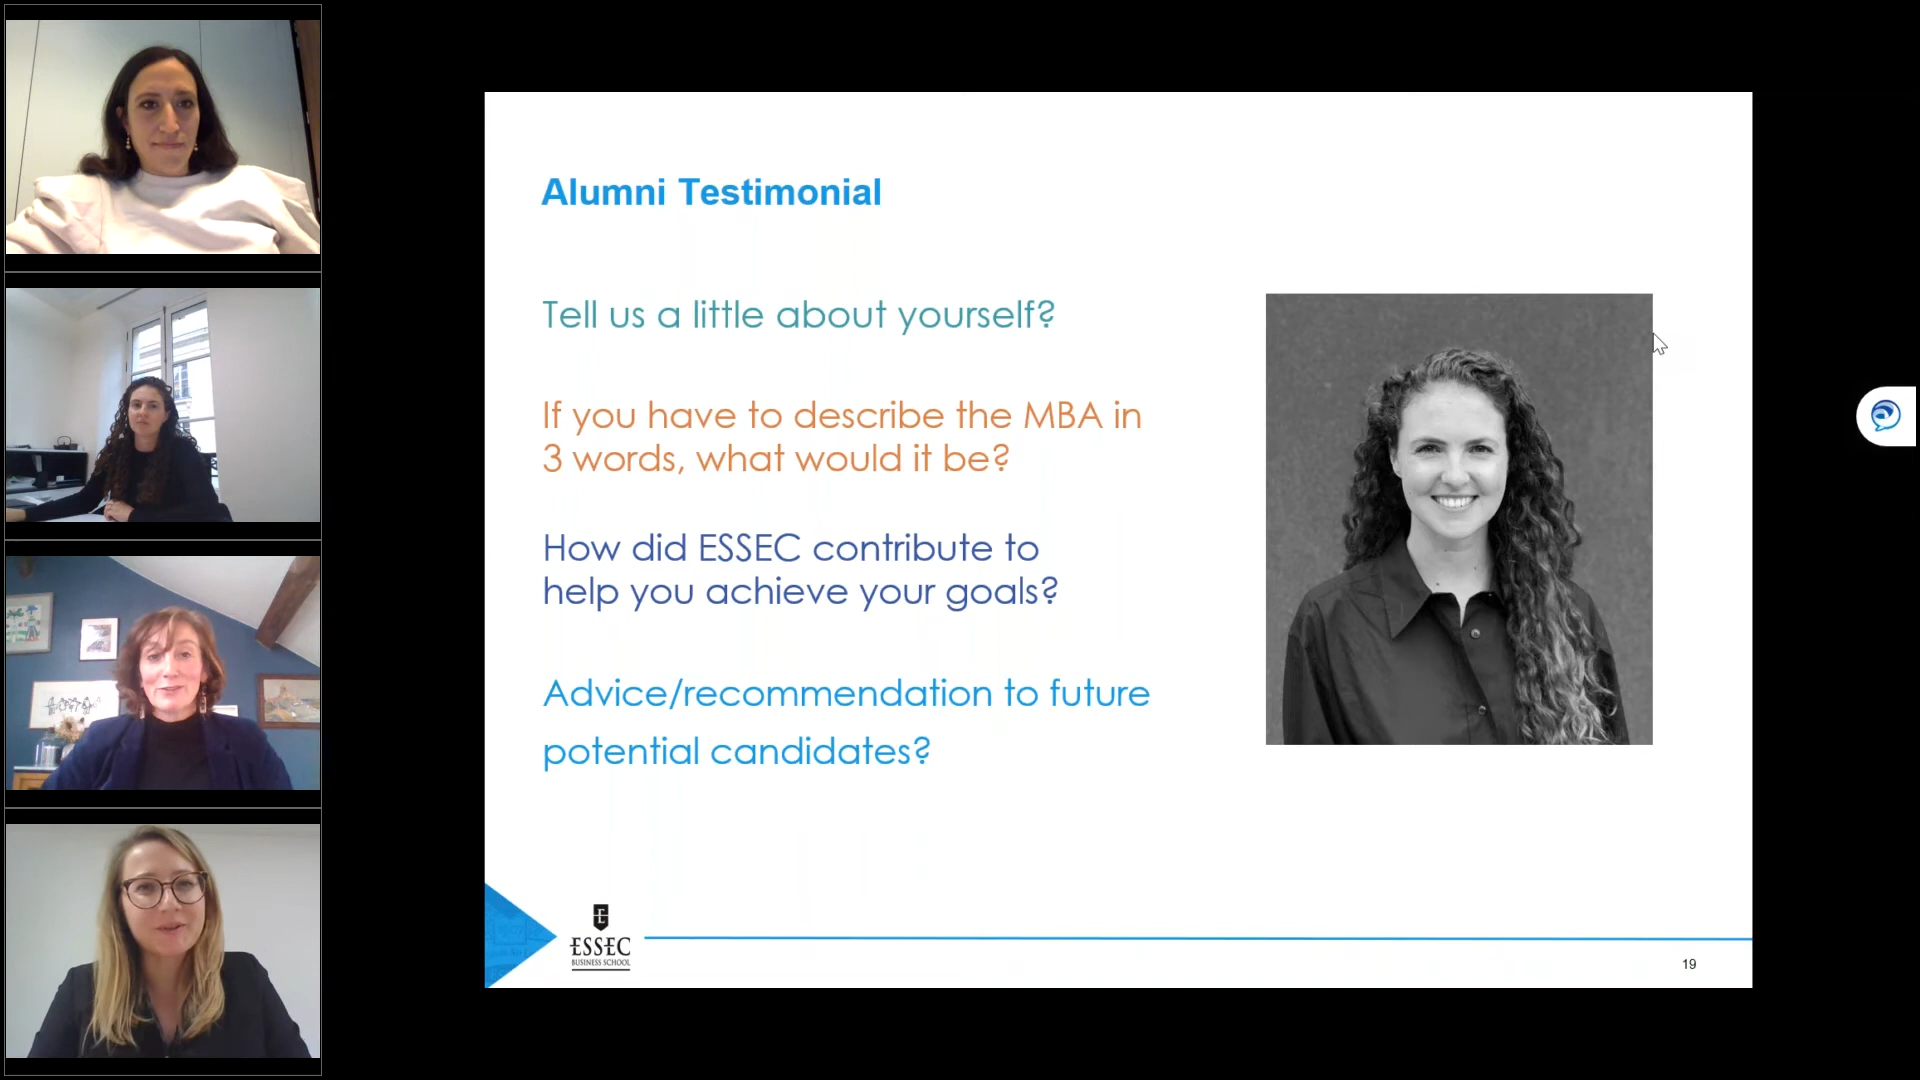 Alumni Testimonial
Tell us a little about yourself?
If you have to describe the MBA in
3 words, what would it be?
How did ESSEC contribute to
help you achieve your goals?
Advice/recommendation to future
potential candidates?
E
ESSEC
BUSINESS SCHOOL
19